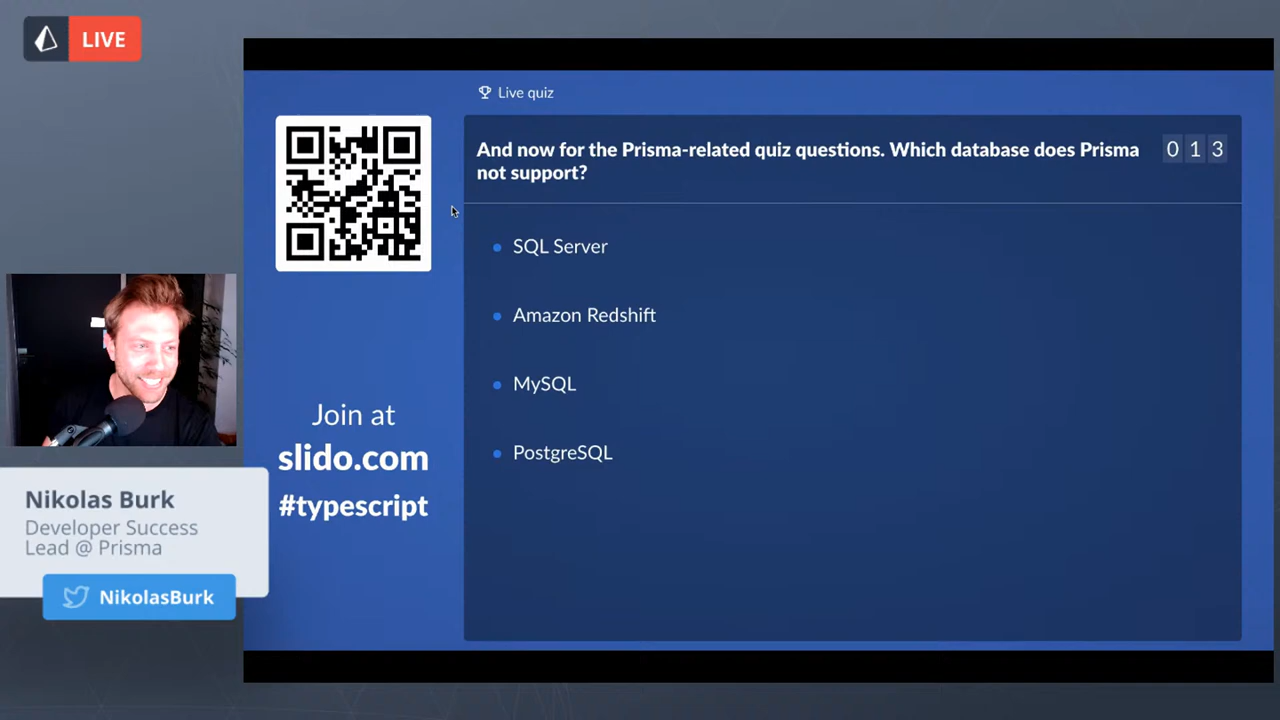 LIVE
Live quiz
And now for the Prisma-related quiz questions. Which database does Prisma
not support?
0 1 3
SQL Server
Amazon Redshift
MySQL
PostgreSQL
Join at
slido.com
#typescript
Nikolas Burk
Developer Success
Lead @ Prisma
NikolasBurk